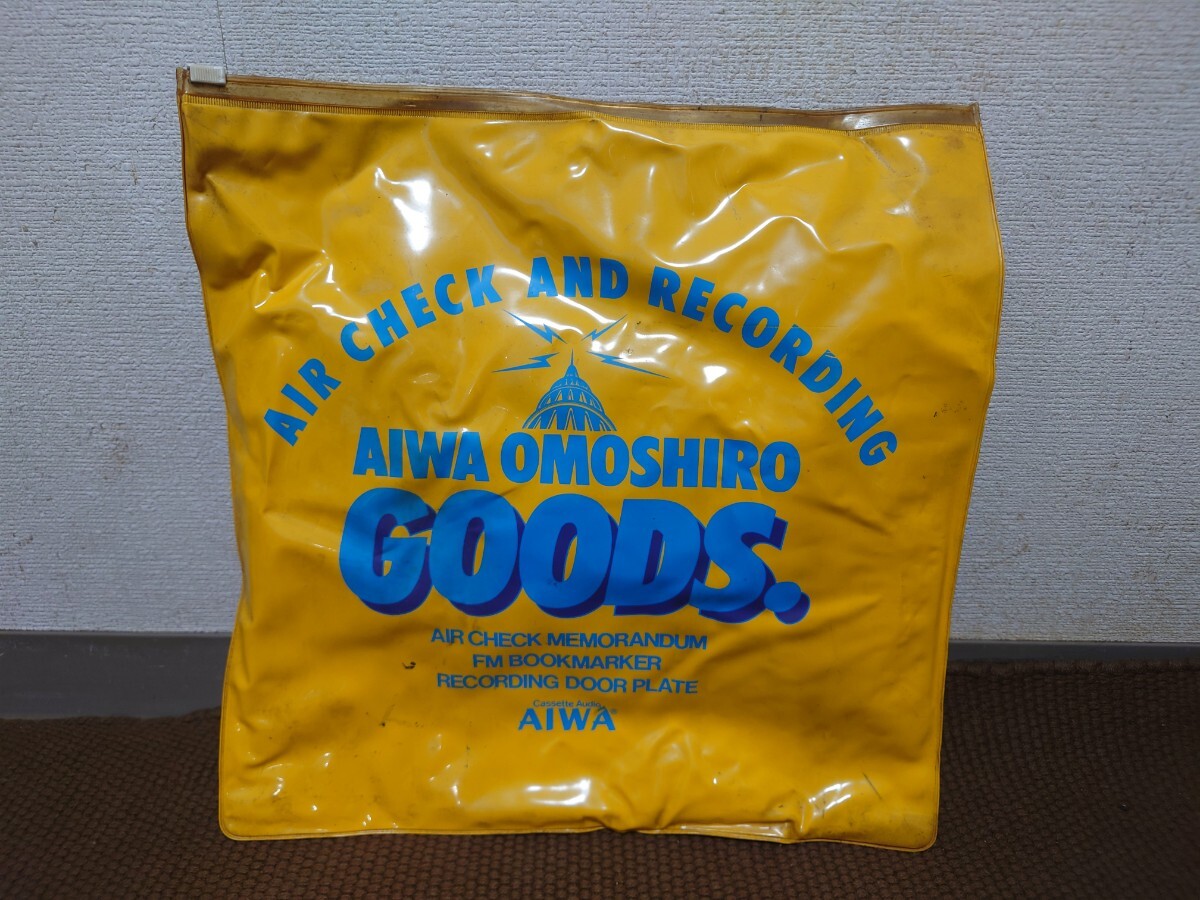 AIR CHECK AND RECORDING
AIWA OMOSHIRO
GOODS.
AIR CHECK MEMORANDUM
FM BOOKMARKER
RECORDING DOOR PLATE
Cassette Audio
AIWA®